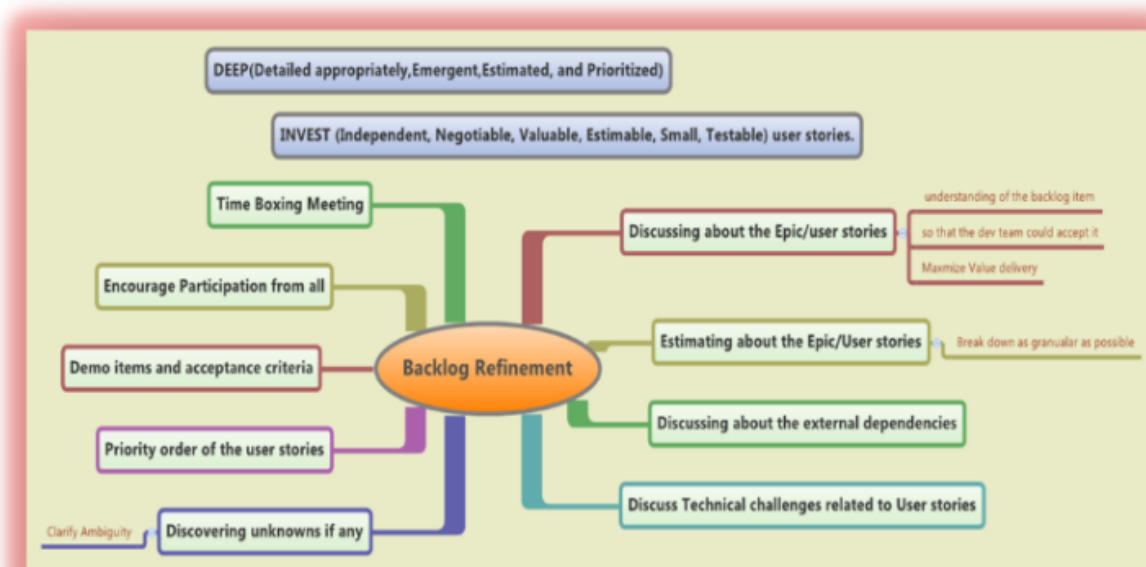 DEEP(Detailed appropriately,Emergent,Estimated, and Prioritized)
INVEST (Independent, Negotiable, Valuable, Estimable, Small, Testable) user stories.
Time Boxing Meeting
Encourage Participation from all
Demo items and acceptance criteria
Priority order of the user stories
Discovering unknowns if any
Clarify Ambiguity
Backlog Refinement
Discussing about the Epic/user stories
understanding of the backlog item
so that the dev team could accept it
Maxmize Value delivery
Estimating about the Epic/User stories
Break down as granualar as possible
Discussing about the external dependencies
Discuss Technical challenges related to User stories